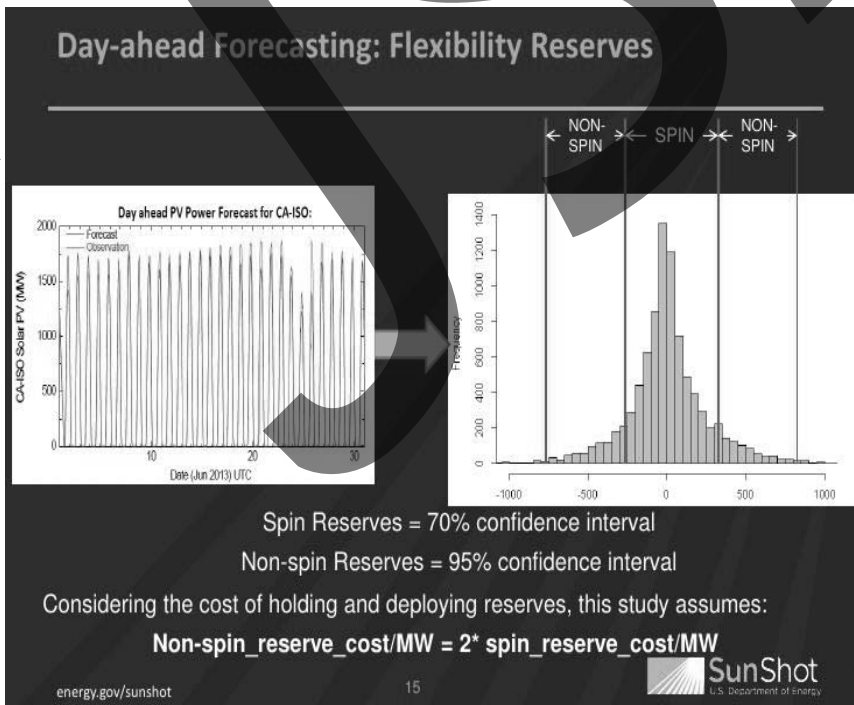 Day-ahead Forecasting: Flexibility Reserves
NON-
SPIN
SPIN
NON-
SPIN
Day ahead PV Power Forecast for CA-ISO:
Forecast
Observation
CA-ISO Solar PV (MW)
2000
1500
1000
500
0
10
20
30
Date (Jun 2013) UTC
Frequency
1400
1200
1000
800
600
400
200
0
-1000
-500
0
500
1000
Spin Reserves = 70% confidence interval
Non-spin Reserves = 95% confidence interval
Considering the cost of holding and deploying reserves, this study assumes:
Non-spin_reserve_cost/MW = 2* spin_reserve_cost/MW
energy.gov/sunshot
15
SunShot
U.S. Department of Energy